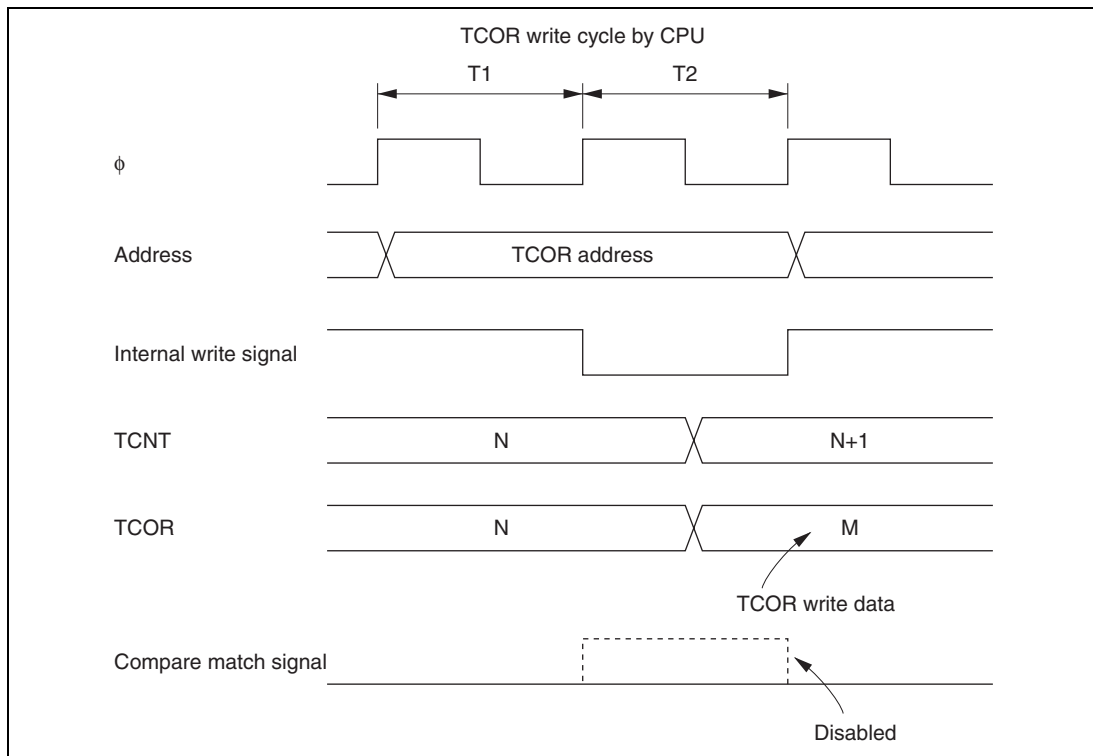 TCOR write cycle by CPU
T1 T2
φ
Address TCOR address
Internal write signal
TCNT N N+1
TCOR N M
TCOR write data
Compare match signal
Disabled